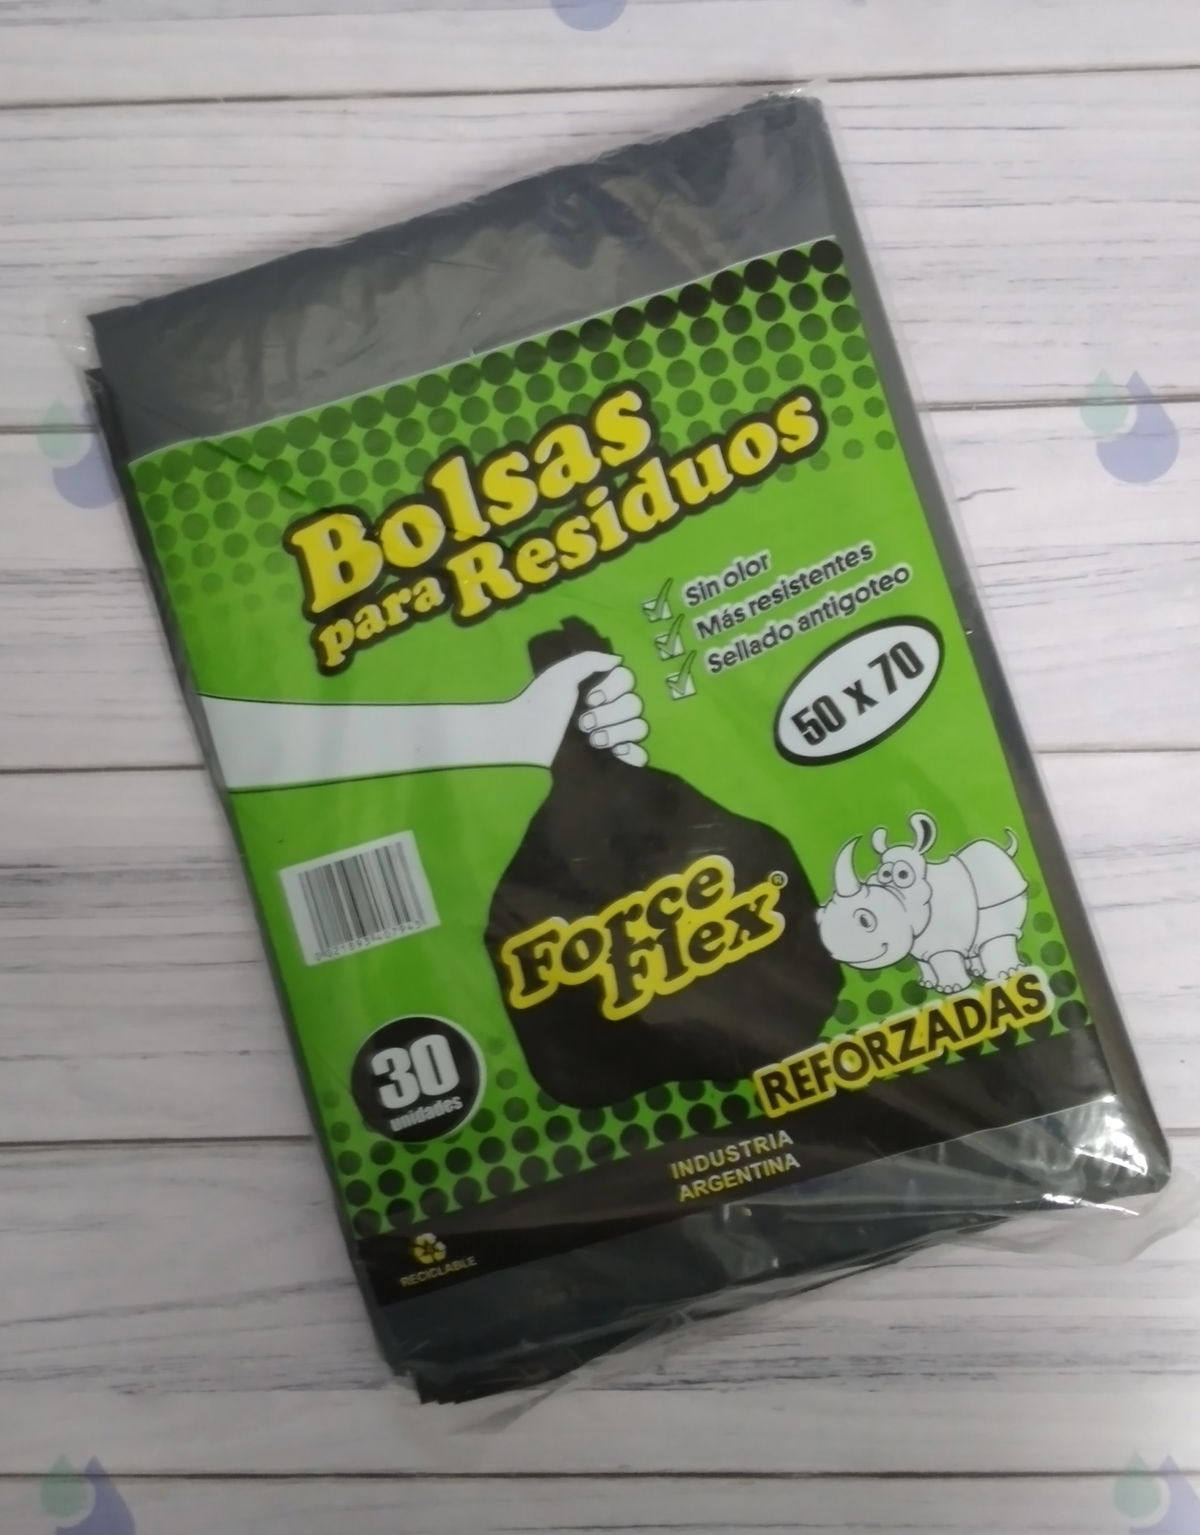 Bolsas
para Residuos
Sin olor
Más resistentes
Sellado antigoteo
50 x 70
Force
Flex®
REFORZADAS
30
unidades
INDUSTRIA
ARGENTINA
RECICLABLE